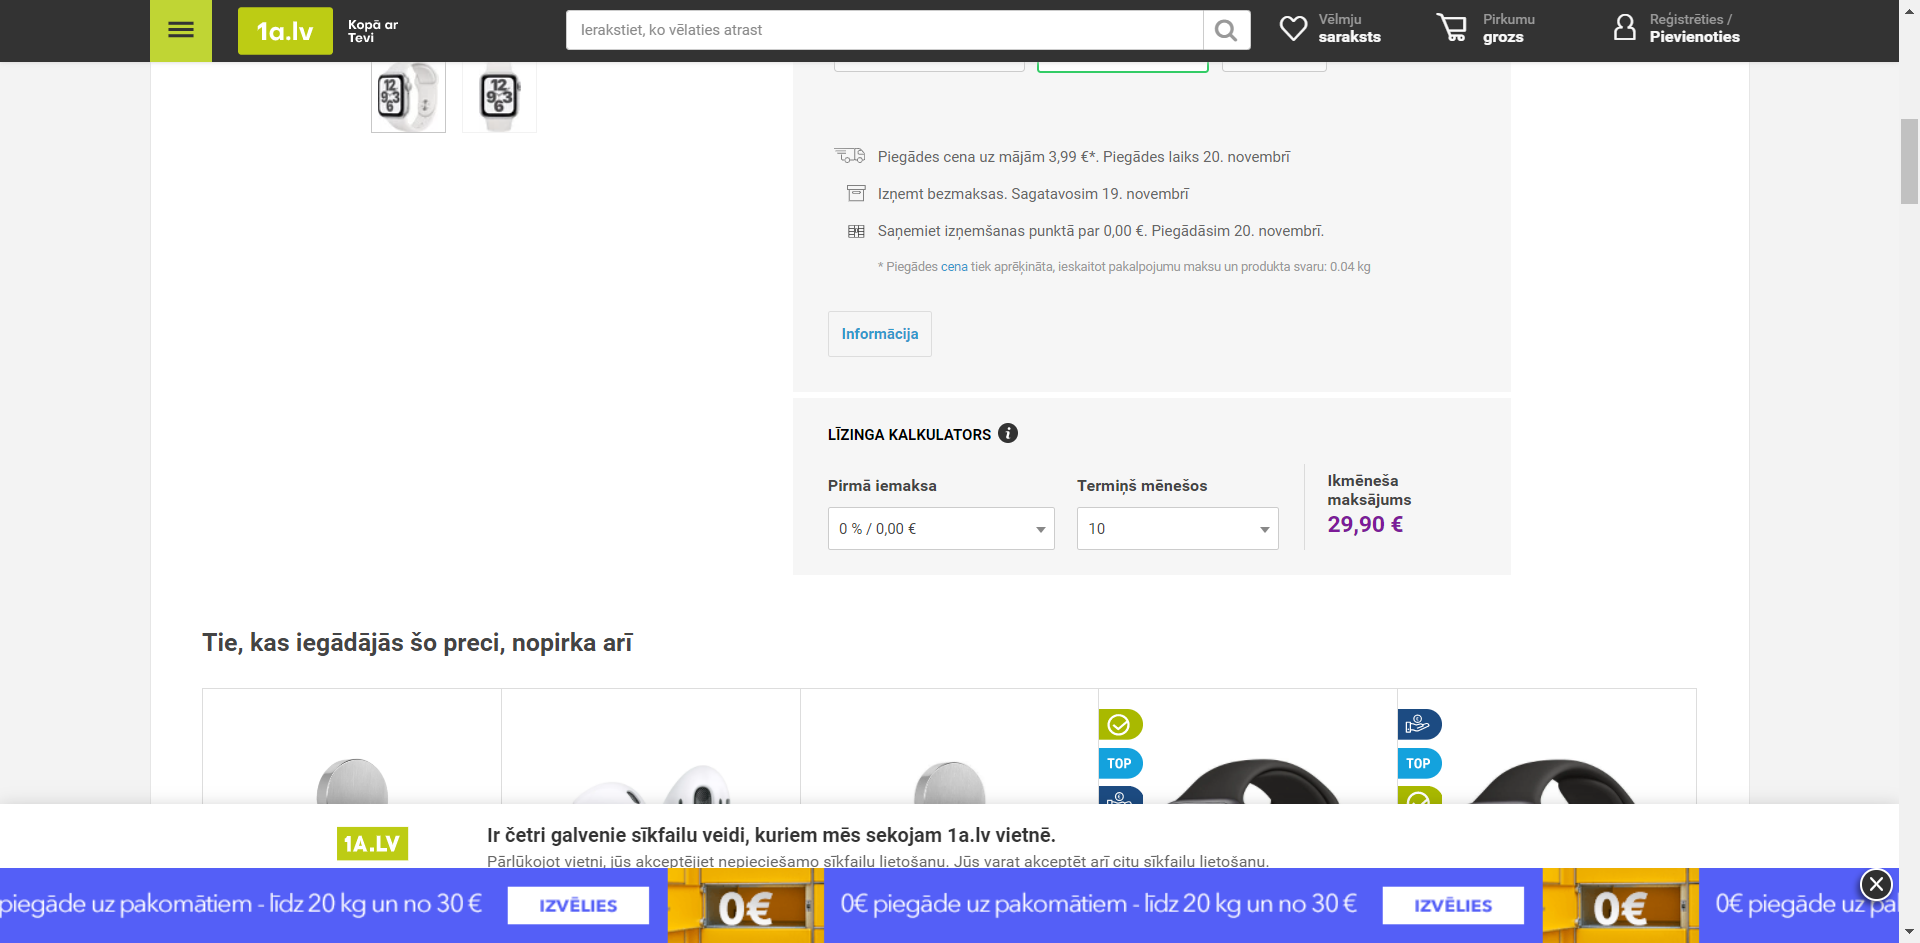 1a.lv
Kopā ar
Tevi
Ierakstiet, ko vēlaties atrast
Vēlmju
saraksts
Pirkumu
grozs
Reģistrēties /
Pievienoties
Piegādes cena uz mājām 3,99 €*. Piegādes laiks 20. novembrī
Izņemt bezmaksas. Sagatavosim 19. novembrī
Saņemiet izņemšanas punktā par 0,00 €. Piegādāsim 20. novembrī.
* Piegādes cena tiek aprēķināta, ieskaitot pakalpojumu maksu un produkta svaru: 0.04 kg
Informācija
LĪZINGA KALKULATORS
Pirmā iemaksa
Termiņš mēnešos
Ikmēneša
maksājums
0 % / 0,00 €
10
29,90 €
Tie, kas iegādājās šo preci, nopirka arī
TOP
TOP
1A.LV
Ir četri galvenie sīkfailu veidi, kuriem mēs sekojam 1a.lv vietnē.
Pārlūkojot vietni, jūs akceptējiet nepieciešamo sīkfailu lietošanu. Jūs varat akceptēt arī citu sīkfailu lietošanu.
piegāde uz pakomātiem - līdz 20 kg un no 30 € IZVĒLIES 0€ 0€ piegāde uz pakomātiem - līdz 20 kg un no 30 € IZVĒLIES 0€ 0€ piegāde uz